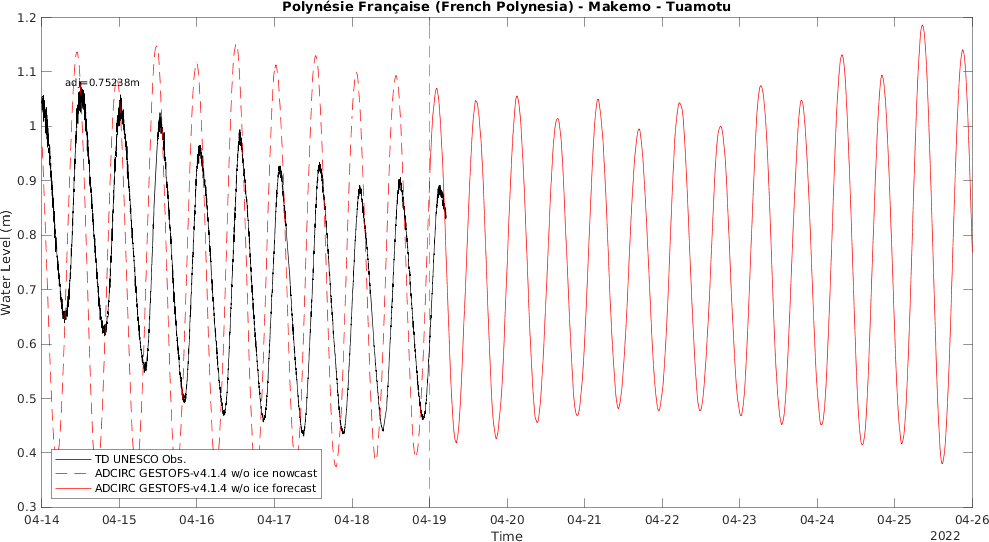 Polynésie Française (French Polynesia) - Makemo - Tuamotu
1.2
1.1
1
0.9
0.8
0.7
0.6
0.5
0.4
0.3
Water Level (m)
adj=0.75238m
TD UNESCO Obs.
ADCIRC GESTOFS-v4.1.4 w/o ice nowcast
ADCIRC GESTOFS-v4.1.4 w/o ice forecast
04-14 04-15 04-16 04-17 04-18 04-19 04-20 04-21 04-22 04-23 04-24 04-25 04-26
Time
2022